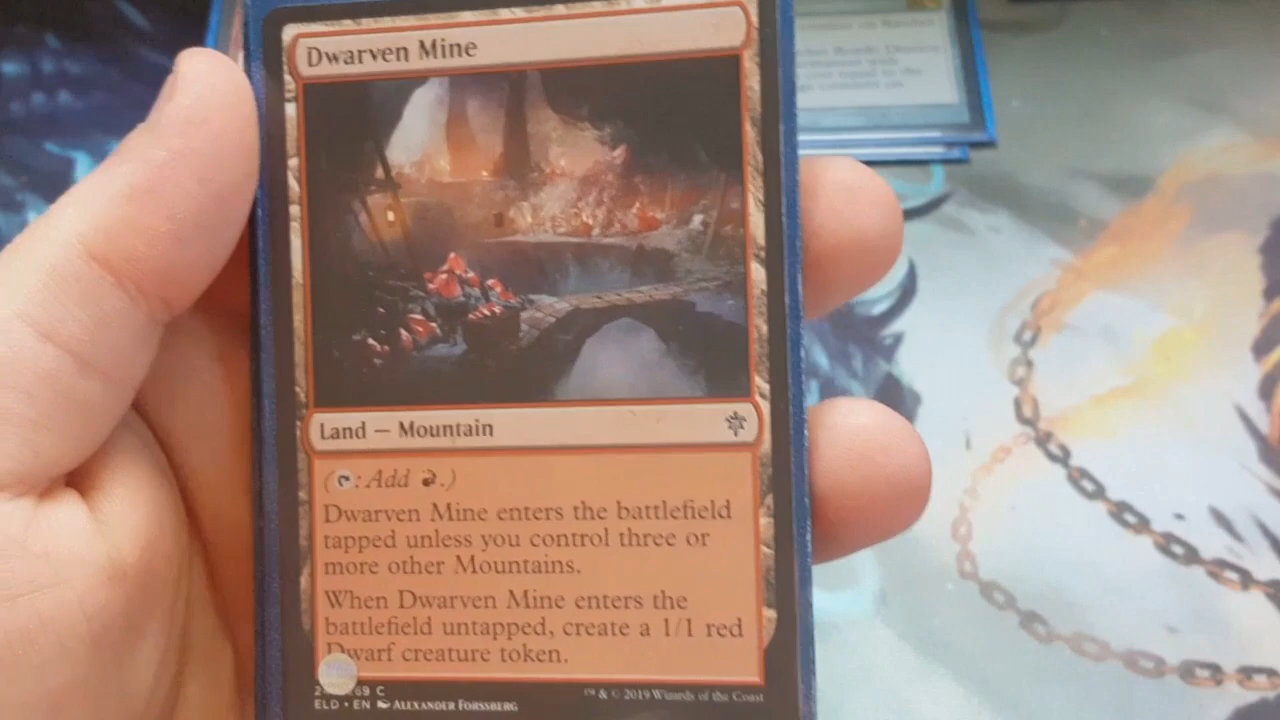 Dwarven Mine
Land — Mountain
( :Add .)
Dwarven Mine enters the battlefield
tapped unless you control three or
more other Mountains.
When Dwarven Mine enters the
battlefield untapped, create a 1/1 red
Dwarf creature token.
69 C
ELD • EN ALEXANDER FORSSBERG
™ & © 2019 Wizards of the Coast